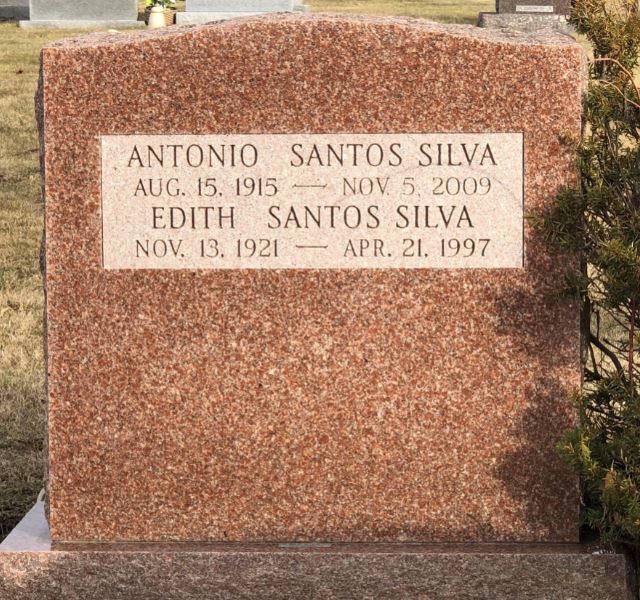 ANTONIO SANTOS SILVA
AUG. 15, 1915 — NOV. 5, 2009
EDITH SANTOS SILVA
NOV. 13, 1921 — APR. 21, 1997